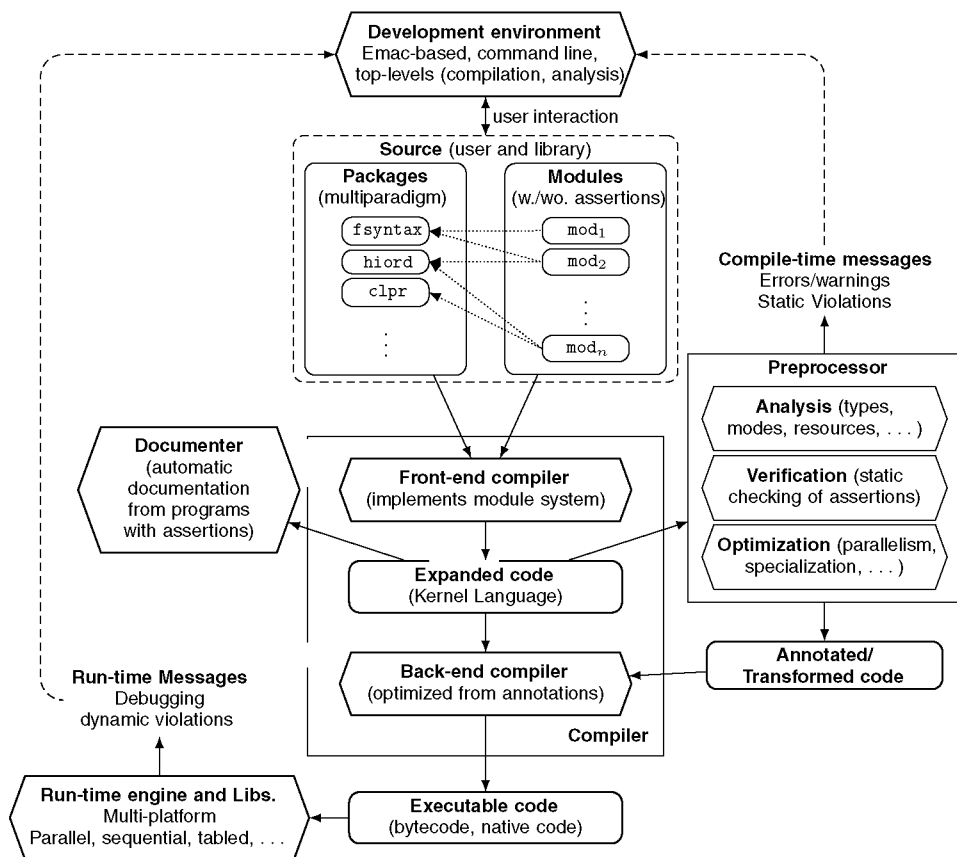 Development environment
Emac-based, command line,
top-levels (compilation, analysis)
user interaction
Source (user and library)
Packages
(multiparadigm)
fsyntax
hiord
clpr
Modules
(w./wo. assertions)
mod1
mod2
modn
Compile-time messages
Errors/warnings
Static Violations
Preprocessor
Analysis (types,
modes, resources, . . . )
Verification (static
checking of assertions)
Optimization (parallelism,
specialization, . . . )
Documenter
(automatic
documentation
from programs
with assertions)
Front-end compiler
(implements module system)
Expanded code
(Kernel Language)
Back-end compiler
(optimized from annotations)
Compiler
Annotated/
Transformed code
Run-time Messages
Debugging
dynamic violations
Run-time engine and Libs.
Multi-platform
Parallel, sequential, tabled, . . .
Executable code
(bytecode, native code)